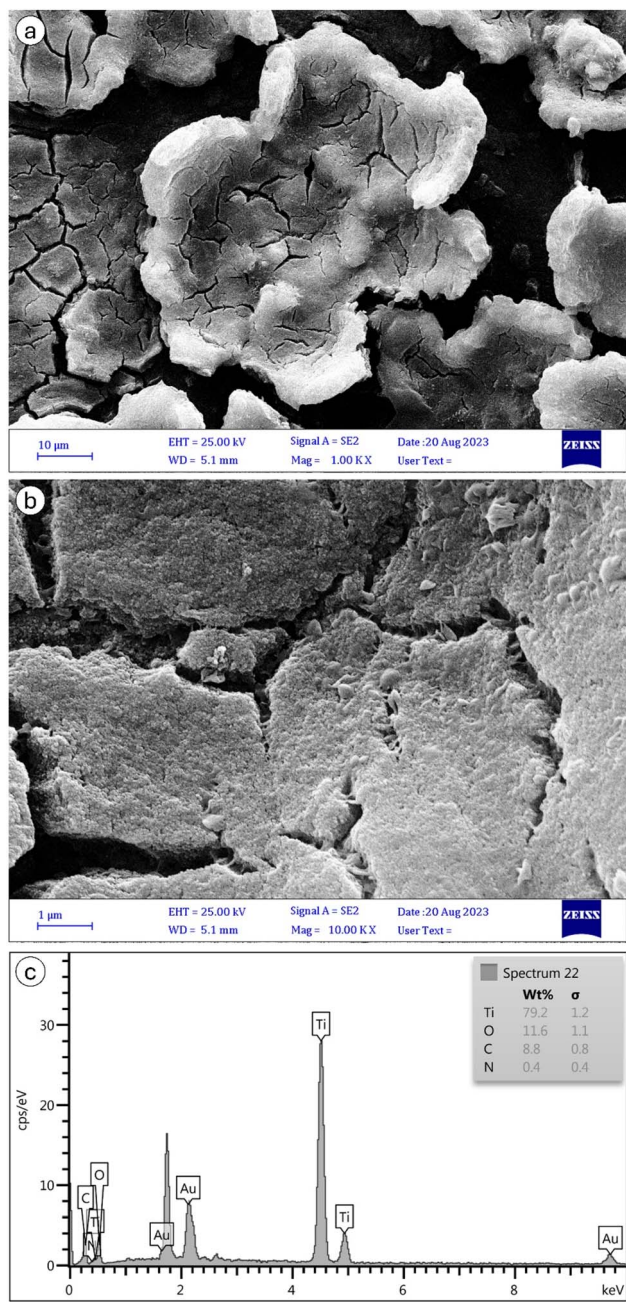 a
10 µm
EHT = 25.00 kV Signal A = SE2 Date :20 Aug 2023
WD = 5.1 mm Mag = 1.00 K X User Text =
ZEISS
b
1 µm
EHT = 25.00 kV Signal A = SE2 Date :20 Aug 2023
WD = 5.1 mm Mag = 10.00 K X User Text =
ZEISS
c
Spectrum 22
Wt% σ
Ti 79.2 1.2
O 11.6 1.1
C 8.8 0.8
N 0.4 0.4
cps/eV
30
20
10
0
Ti
O
C
T
N
Au
Au
Ti
Au
0 2 4 6 8 keV